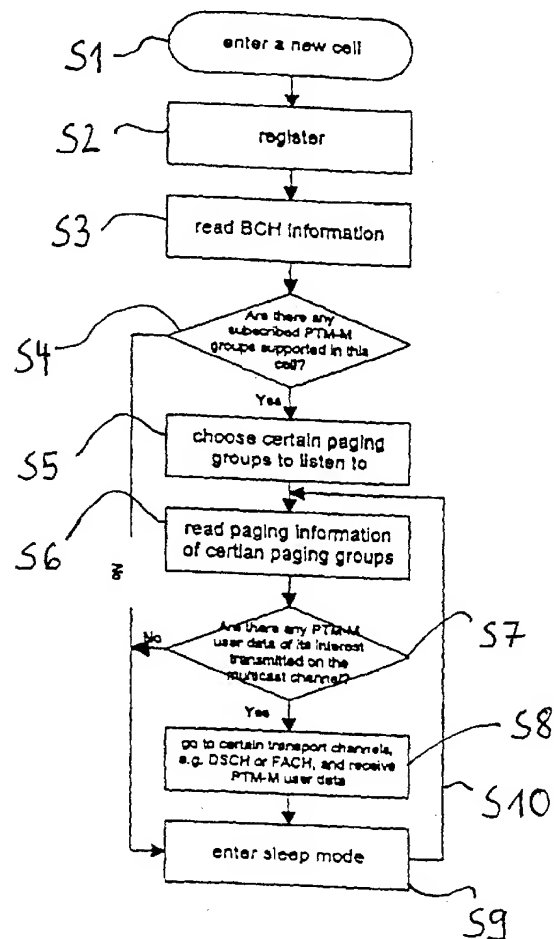 S1
enter a new cell
S2
register
S3
read BCH information
S4
Are there any
subscribed PTM-M
groups supported in this
cell?
Yes
S5
choose certain paging
groups to listen to
S6
read paging information
of certian paging groups
No
No
Are there any PTM-M
user data of its interest
transmitted on the
multicast channel?
S7
Yes
S8
go to certain transport channels,
e.g. DSCH or FACH, and receive
PTM-M user data
S10
enter sleep mode
S9